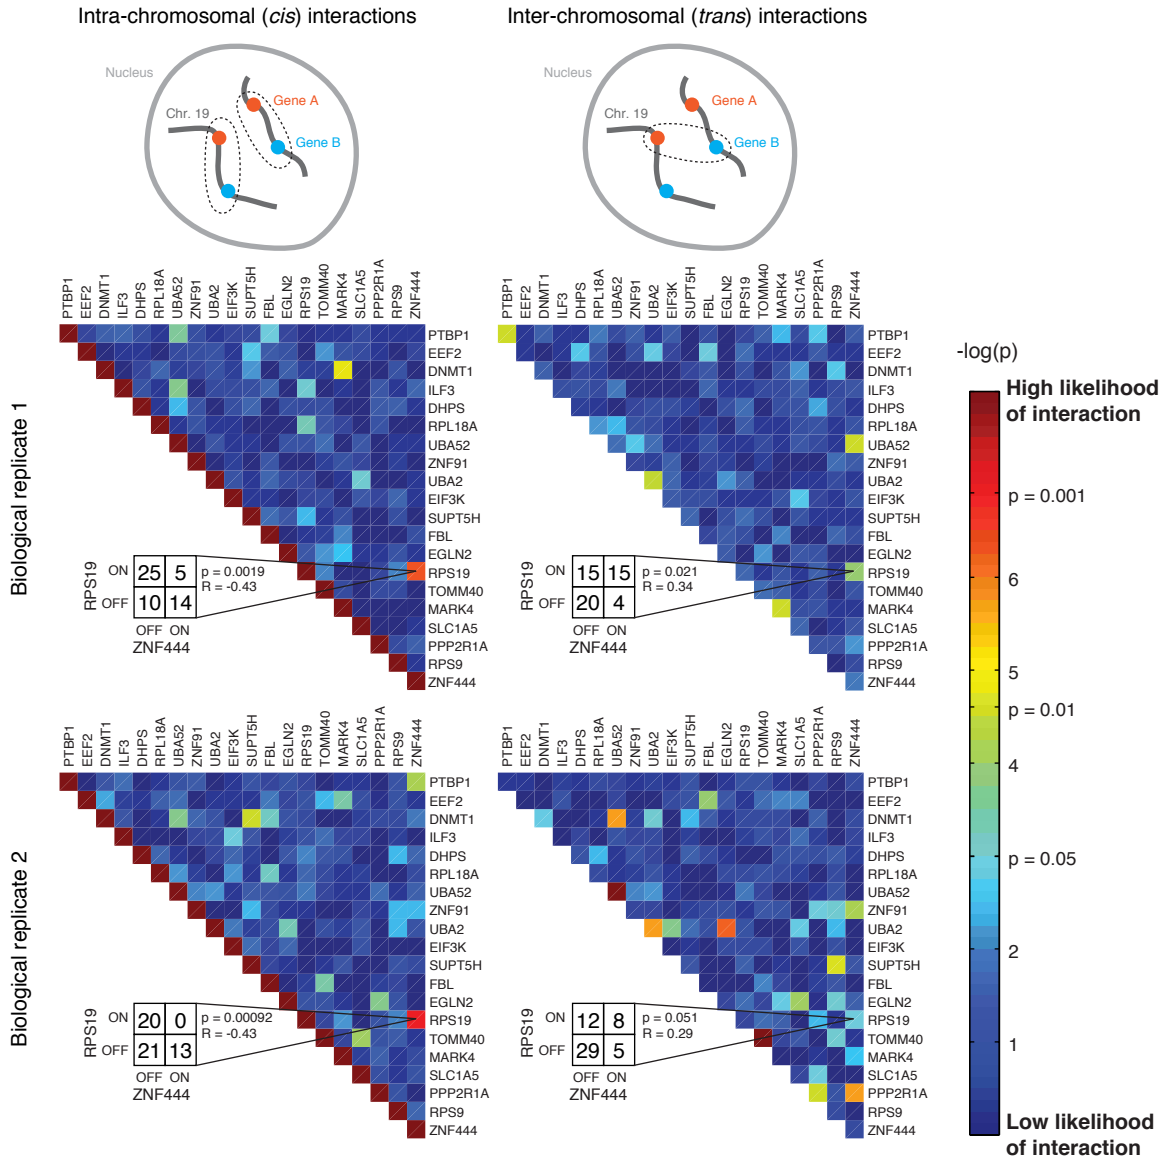 Intra-chromosomal (cis) interactions
Inter-chromosomal (trans) interactions
Nucleus
Gene A
Chr. 19
Gene B
Nucleus
Gene A
Chr. 19
Gene B
Biological replicate 1
PTBP1
EEF2
DNMT1
ILF3
DHPS
RPL18A
UBA52
ZNF91
UBA2
EIF3K
SUPT5H
FBL
EGLN2
RPS19
TOMM40
MARK4
SLC1A5
PPP2R1A
RPS9
ZNF444
PTBP1
EEF2
DNMT1
ILF3
DHPS
RPL18A
UBA52
ZNF91
UBA2
EIF3K
SUPT5H
FBL
EGLN2
RPS19
TOMM40
MARK4
SLC1A5
PPP2R1A
RPS9
ZNF444
RPS19
ON 25 5
OFF 10 14
OFF ON
ZNF444
p = 0.0019
R = -0.43
PTBP1
EEF2
DNMT1
ILF3
DHPS
RPL18A
UBA52
ZNF91
UBA2
EIF3K
SUPT5H
FBL
EGLN2
RPS19
TOMM40
MARK4
SLC1A5
PPP2R1A
RPS9
ZNF444
PTBP1
EEF2
DNMT1
ILF3
DHPS
RPL18A
UBA52
ZNF91
UBA2
EIF3K
SUPT5H
FBL
EGLN2
RPS19
TOMM40
MARK4
SLC1A5
PPP2R1A
RPS9
ZNF444
RPS19
ON 15 15
OFF 20 4
OFF ON
ZNF444
p = 0.021
R = 0.34
Biological replicate 2
PTBP1
EEF2
DNMT1
ILF3
DHPS
RPL18A
UBA52
ZNF91
UBA2
EIF3K
SUPT5H
FBL
EGLN2
RPS19
TOMM40
MARK4
SLC1A5
PPP2R1A
RPS9
ZNF444
PTBP1
EEF2
DNMT1
ILF3
DHPS
RPL18A
UBA52
ZNF91
UBA2
EIF3K
SUPT5H
FBL
EGLN2
RPS19
TOMM40
MARK4
SLC1A5
PPP2R1A
RPS9
ZNF444
RPS19
ON 20 0
OFF 21 13
OFF ON
ZNF444
p = 0.00092
R = -0.43
PTBP1
EEF2
DNMT1
ILF3
DHPS
RPL18A
UBA52
ZNF91
UBA2
EIF3K
SUPT5H
FBL
EGLN2
RPS19
TOMM40
MARK4
SLC1A5
PPP2R1A
RPS9
ZNF444
PTBP1
EEF2
DNMT1
ILF3
DHPS
RPL18A
UBA52
ZNF91
UBA2
EIF3K
SUPT5H
FBL
EGLN2
RPS19
TOMM40
MARK4
SLC1A5
PPP2R1A
RPS9
ZNF444
RPS19
ON 12 8
OFF 29 5
OFF ON
ZNF444
p = 0.051
R = 0.29
-log(p)
High likelihood
of interaction
p = 0.001
6
5
p = 0.01
4
p = 0.05
2
1
Low likelihood
of interaction